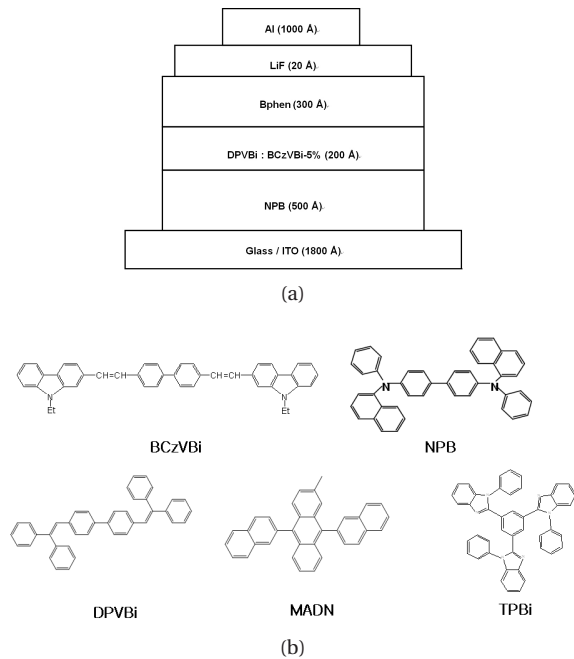 Al (1000 Å)
LiF (20 Å)
Bphen (300 Å)
DPVBi : BCzVBi-5% (200 Å)
NPB (500 Å)
Glass / ITO (1800 Å)
(a)
CH=CH
CH=CH
N
Et
N
Et
N
N
BCzVBi
NPB
DPVBi
MADN
TPBi
(b)